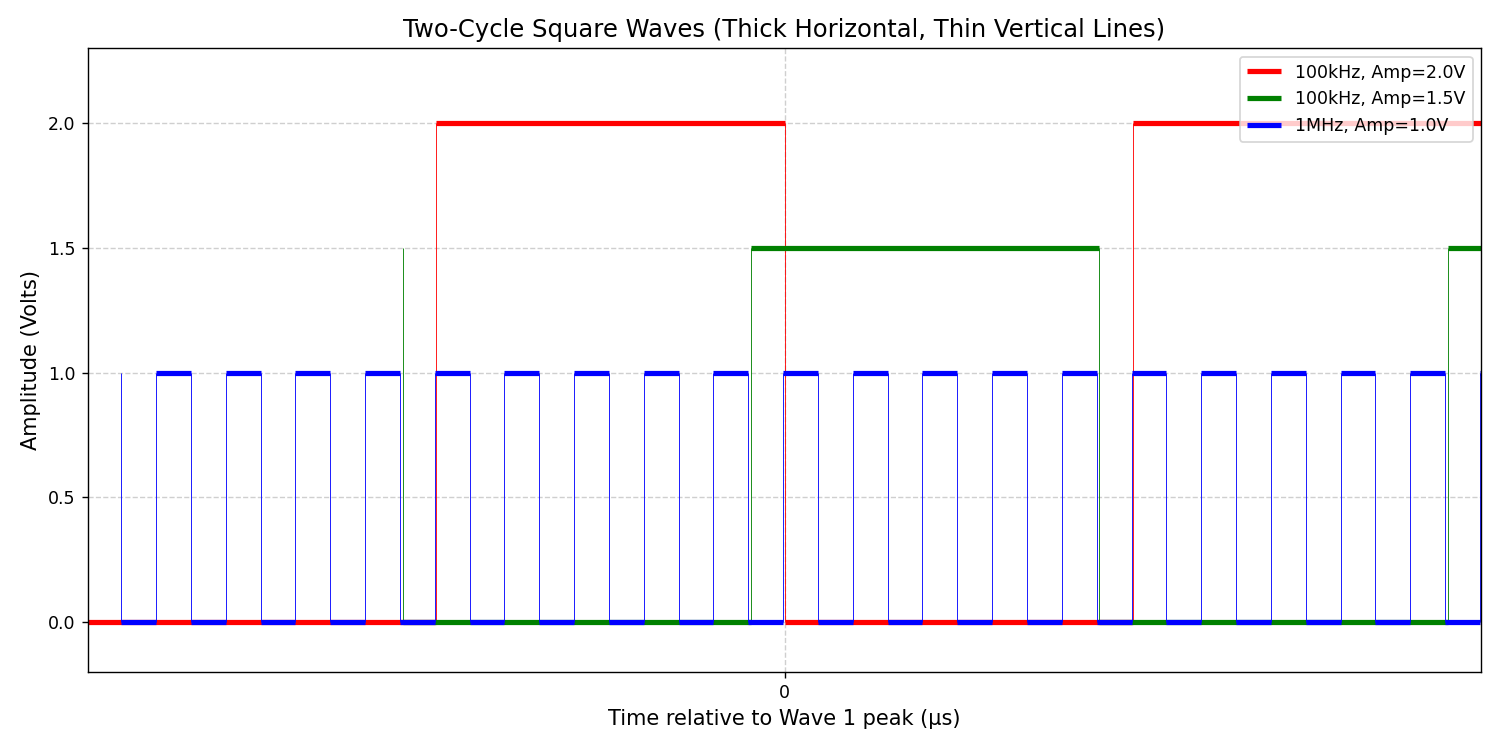 Two-Cycle Square Waves (Thick Horizontal, Thin Vertical Lines)
100kHz, Amp=2.0V
100kHz, Amp=1.5V
1MHz, Amp=1.0V
2.0
1.5
1.0
0.5
0.0
Amplitude (Volts)
0
Time relative to Wave 1 peak (µs)